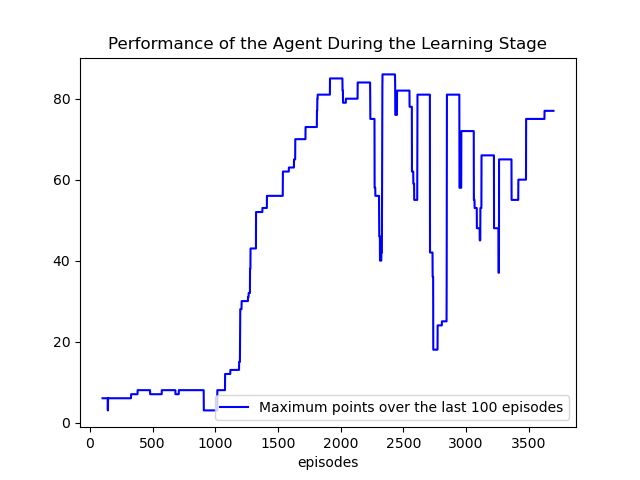 Performance of the Agent During the Learning Stage
80
60
40
20
0
Maximum points over the last 100 episodes
0 500 1000 1500 2000 2500 3000 3500
episodes